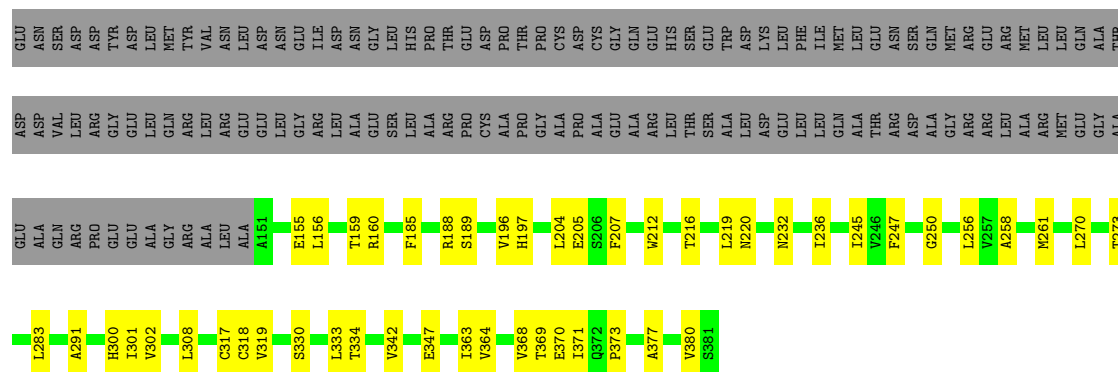 GLU ASN SER ASP ASP TYR ASP LEU MET TYR VAL ASN LEU ASP ASN GLU ILE ASP ASN GLY LEU HIS PRO THR GLU ASP PRO THR PRO CYS ASP CYS GLY GLN GLU HIS SER GLU TRP ASP LYS LEU PHE ILE MET LEU GLU ASN SER GLN MET ARG GLU ARG MET LEU LEU GLN ALA THR
ASP ASP VAL LEU ARG GLY GLU LEU GLN ARG LEU ARG GLU GLU LEU GLY ARG LEU ALA GLU SER LEU ALA ARG PRO CYS ALA PRO GLY ALA PRO ALA GLU ALA ARG LEU THR SER ALA LEU ASP GLU LEU LEU GLN ALA THR ARG ASP ALA GLY ARG ARG LEU ALA ARG MET GLU GLY ALA
GLU ALA GLN ARG PRO GLU GLU ALA GLY ARG ALA LEU ALA A151 E155 L156 T159 R160 F185 R188 S189 V196 H197 L204 E205 S206 F207 W212 T216 L219 N220 N232 I236 I245 V246 F247 G250 L256 V257 A258 M261 L270 T273
L283 A291 H300 I301 V302 L308 C317 C318 V319 S330 L333 T334 V342 E347 I363 V364 V368 T369 E370 I371 Q372 P373 A377 V380 S381